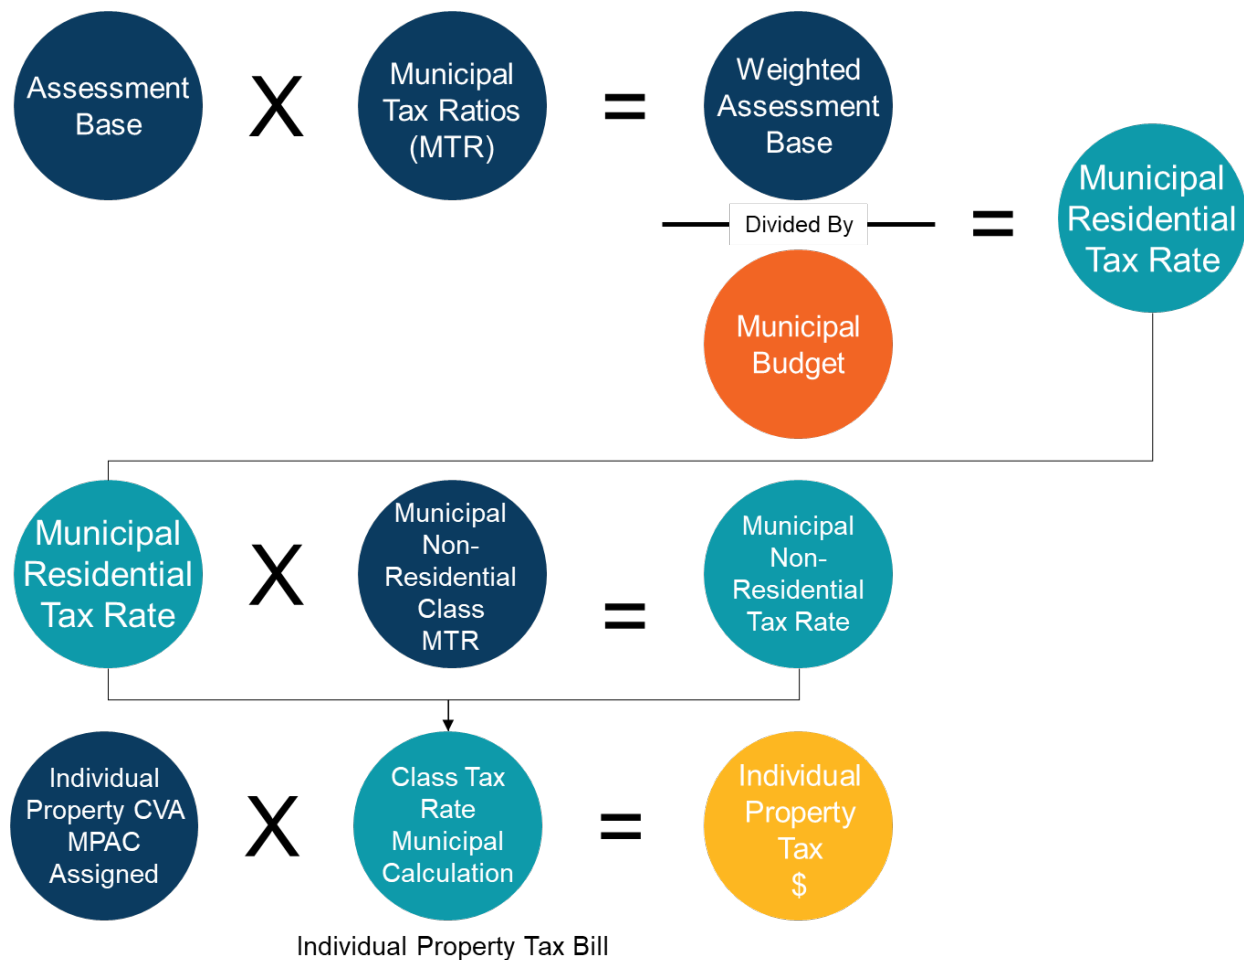 Assessment
Base
X
Municipal
Tax Ratios
(MTR)
=
Weighted
Assessment
Base
Divided By
Municipal
Budget
=
Municipal
Residential
Tax Rate
Municipal
Residential
Tax Rate
X
Municipal
Non-
Residential
Class
MTR
=
Municipal
Non-
Residential
Tax Rate
Individual
Property CVA
MPAC
Assigned
X
Class Tax
Rate
Municipal
Calculation
=
Individual
Property
Tax
$
Individual Property Tax Bill